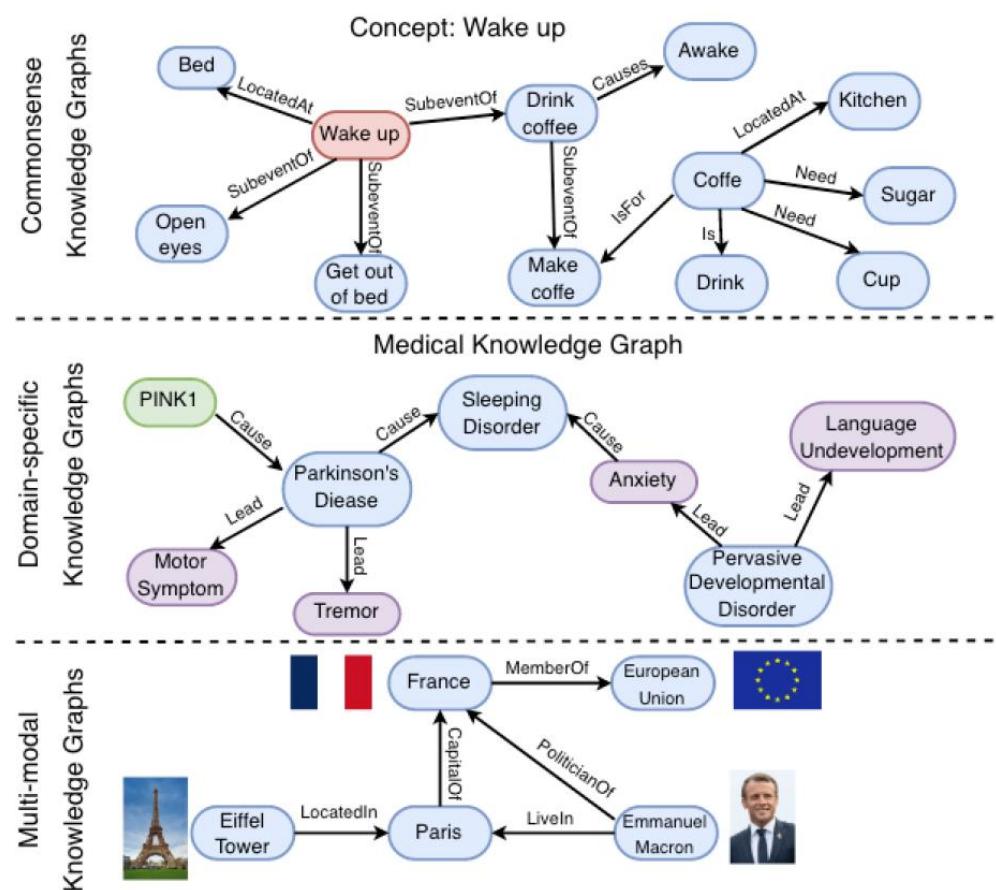 Commonsense
Knowledge Graphs
Concept: Wake up
Bed
LocatedAt
Wake up
SubeventOf
Drink
coffee
Causes
Awake
SubeventOf
Open
eyes
SubeventOf
Get out
of bed
SubeventOf
Make
coffe
IsFor
Coffe
LocatedAt
Kitchen
Need
Sugar
Need
Cup
Is
Drink
Domain-specific
Knowledge Graphs
Medical Knowledge Graph
PINK1
Cause
Parkinson's
Diease
Cause
Sleeping
Disorder
Cause
Anxiety
Language
Undevelopment
Lead
Motor
Symptom
Lead
Tremor
Lead
Lead
Pervasive
Developmental
Disorder
Multi-modal
Knowledge Graphs
France
MemberOf
European
Union
CapitalOf
PoliticianOf
Eiffel
Tower
LocatedIn
Paris
LiveIn
Emmanuel
Macron